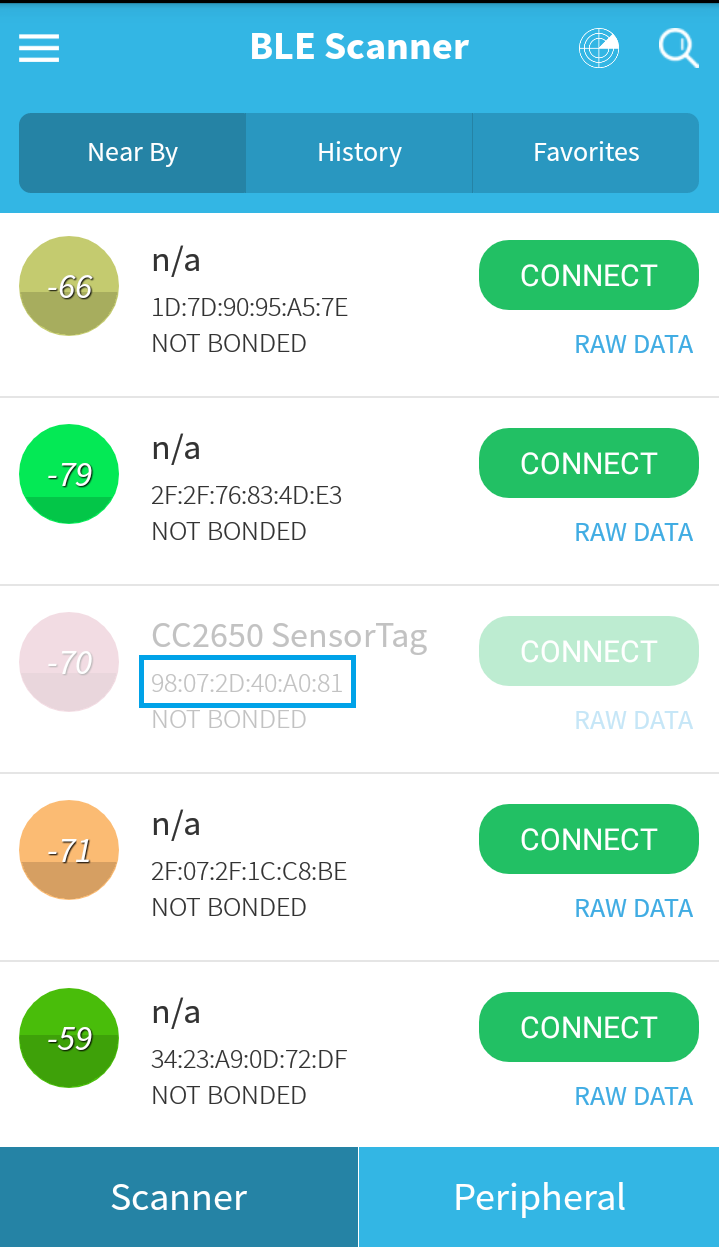 BLE Scanner
Near By History Favorites
-66
n/a
CONNECT
1D:7D:90:95:A5:7E
NOT BONDED
RAW DATA
-79
n/a
CONNECT
2F:2F:76:83:4D:E3
NOT BONDED
RAW DATA
-70
CC2650 SensorTag
CONNECT
98:07:2D:40:A0:81
NOT BONDED
RAW DATA
-71
n/a
CONNECT
2F:07:2F:1C:C8:BE
NOT BONDED
RAW DATA
-59
n/a
CONNECT
34:23:A9:0D:72:DF
NOT BONDED
RAW DATA
Scanner Peripheral